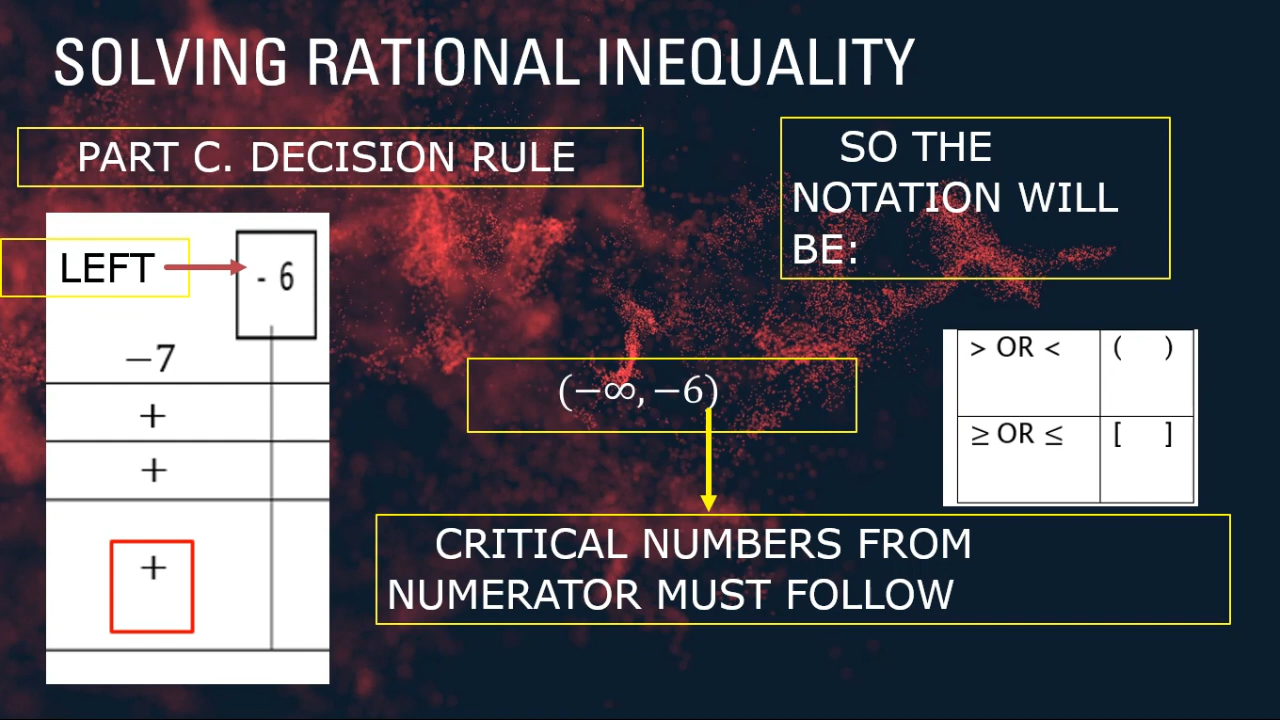 SOLVING RATIONAL INEQUALITY
PART C. DECISION RULE
SO THE
NOTATION WILL
BE:
LEFT
- 6
−7
+
+
+
(−∞, −6)
> OR < ( )
≥ OR ≤ [ ]
CRITICAL NUMBERS FROM
NUMERATOR MUST FOLLOW